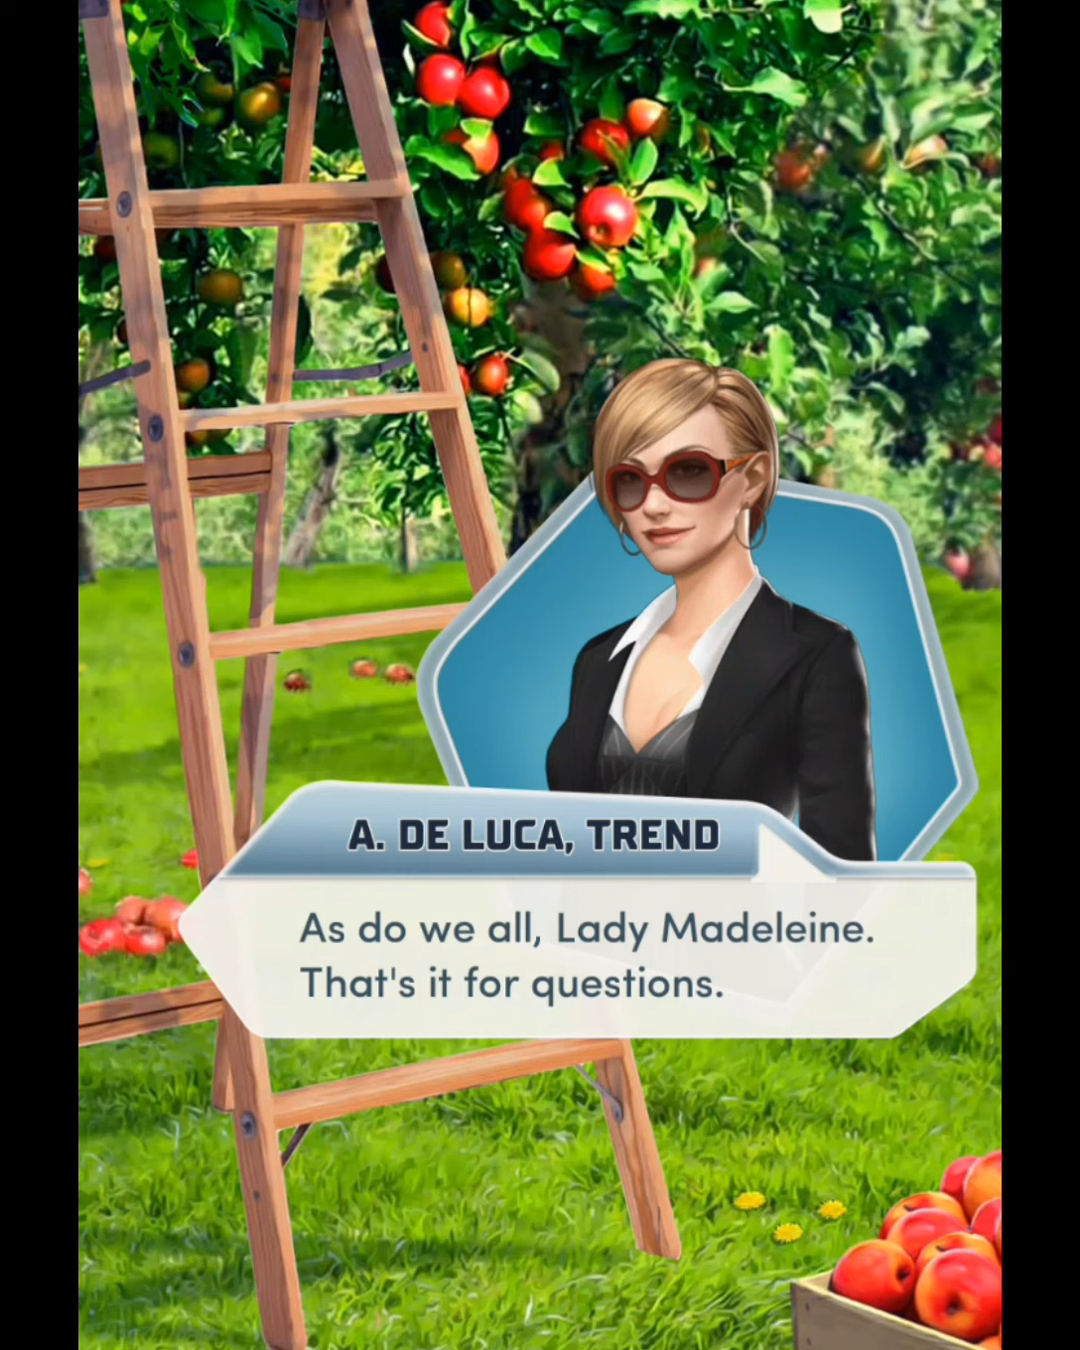 A. DE LUCA, TREND
As do we all, Lady Madeleine.
That's it for questions.